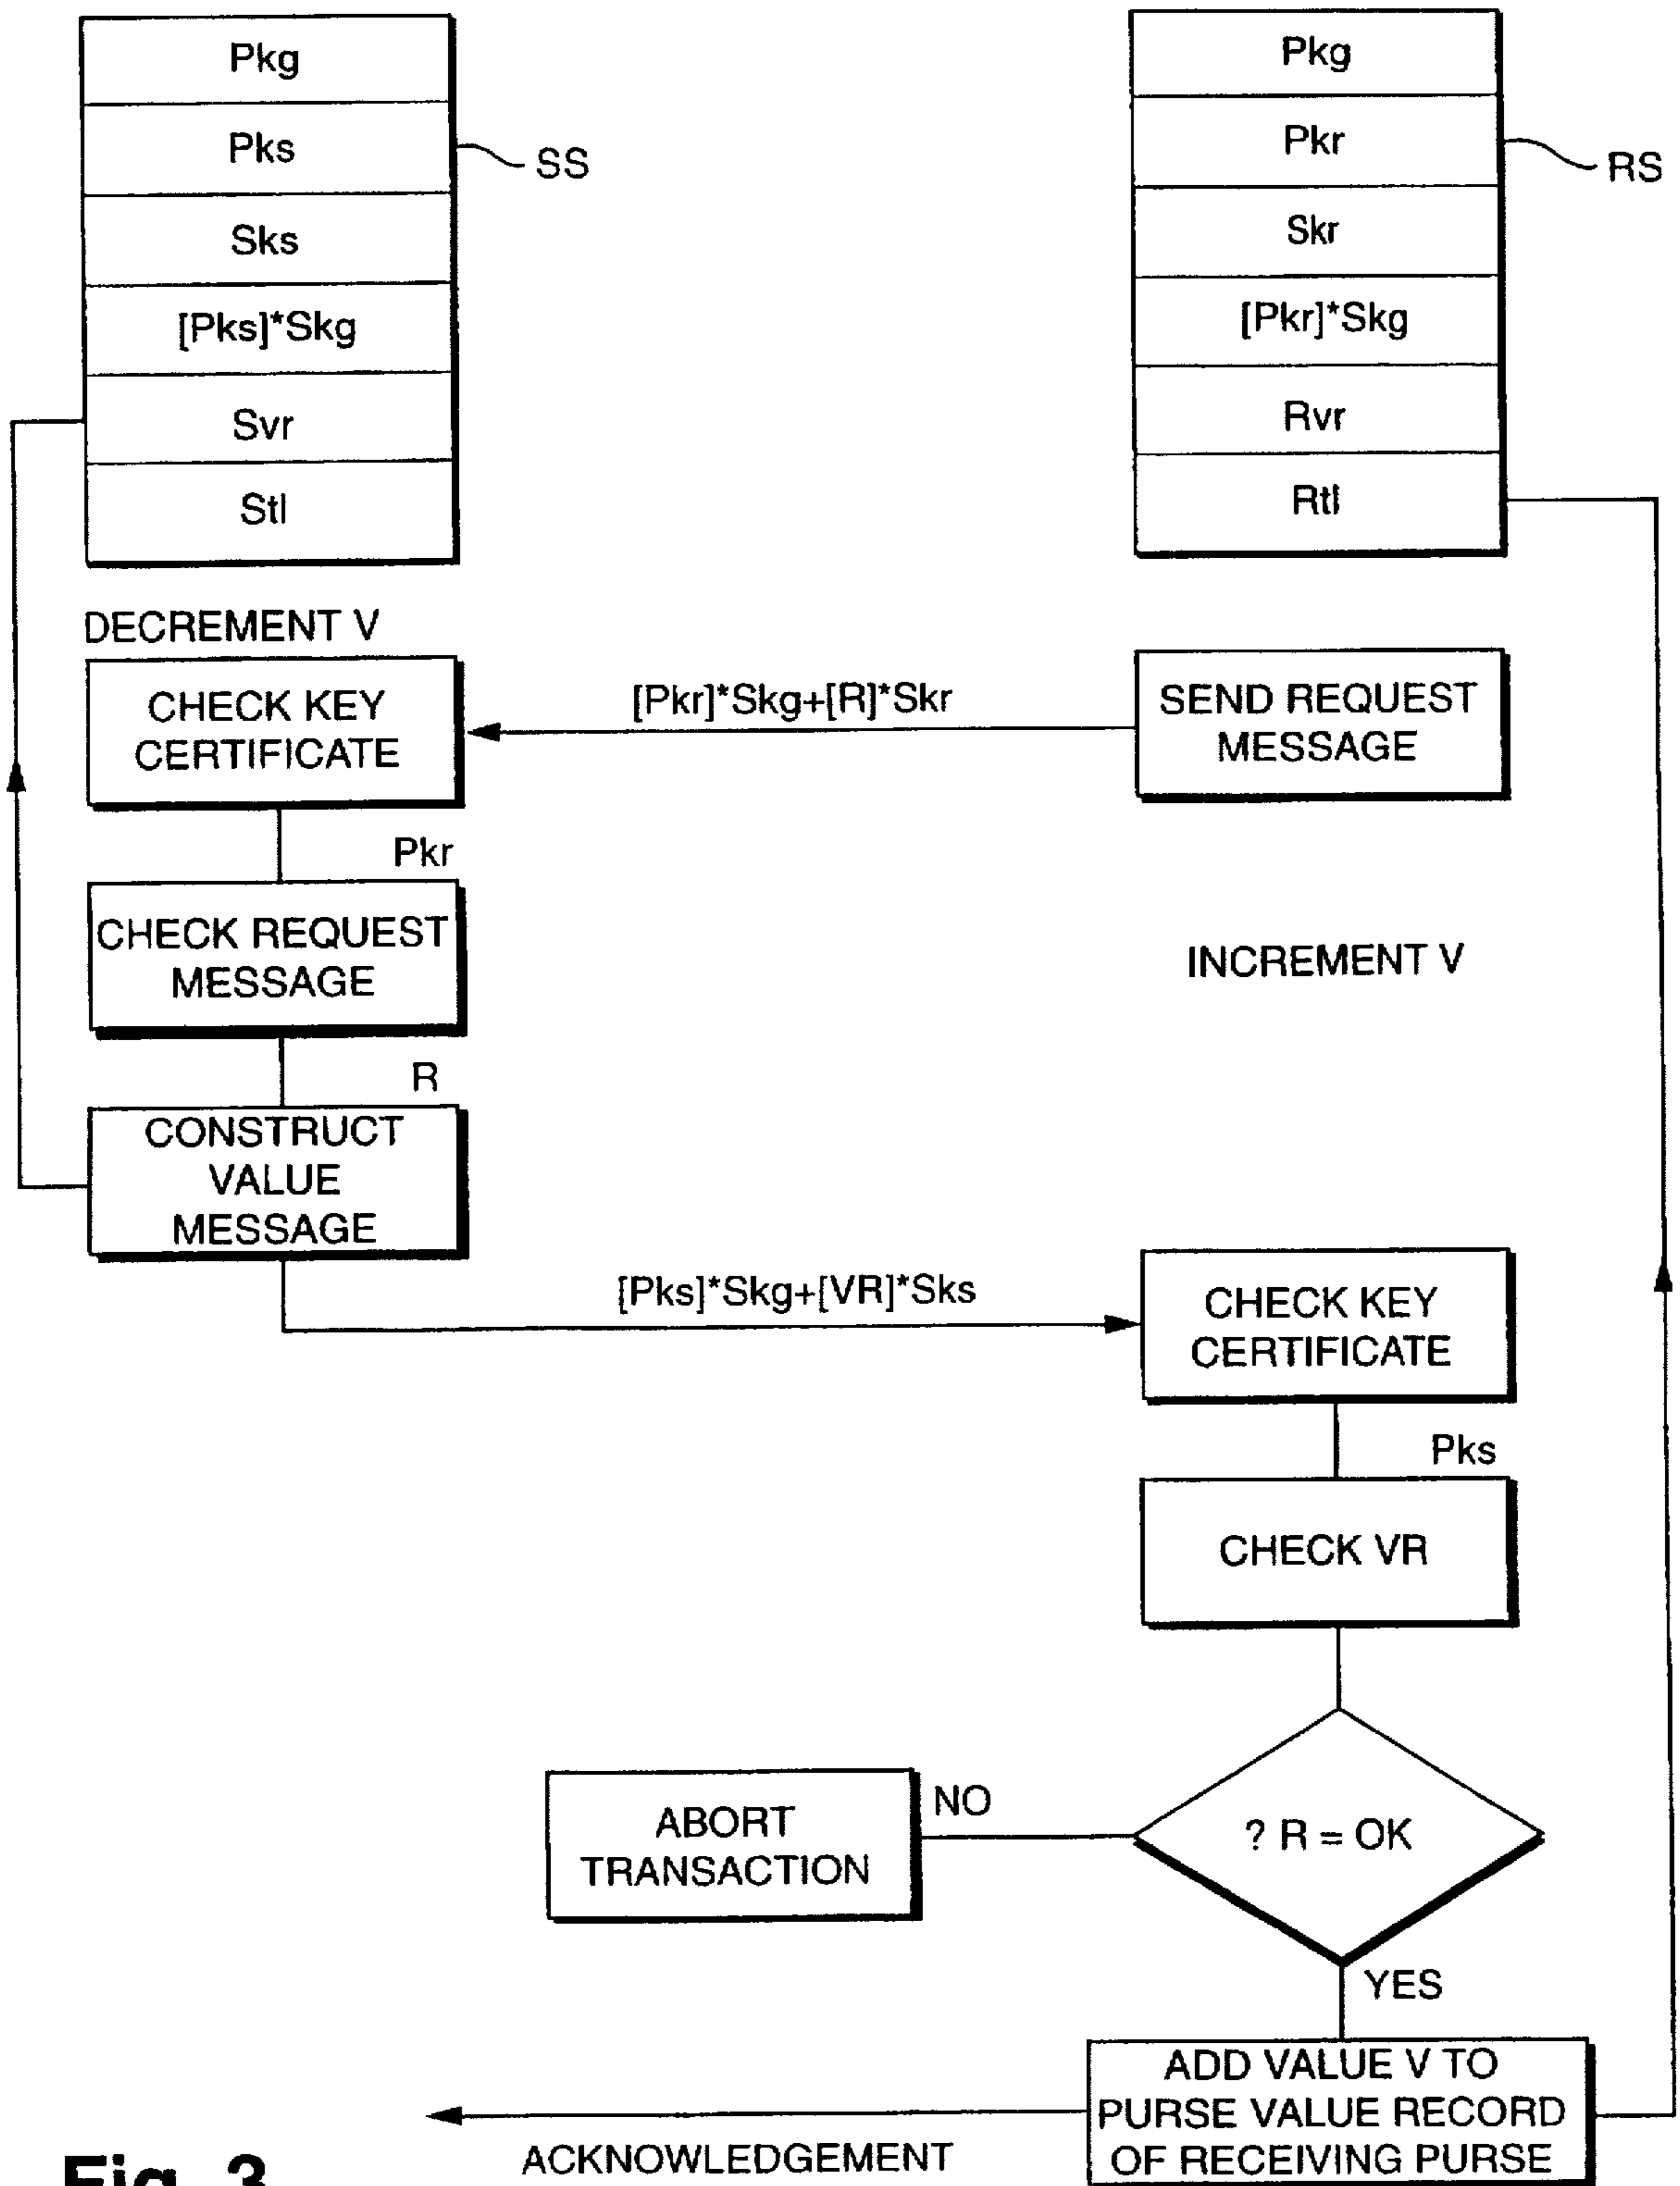 Pkg
Pks
SS
Sks
[Pks]*Skg
Svr
Stl
Pkg
Pkr
RS
Skr
[Pkr]*Skg
Rvr
Rtl
DECREMENT V
CHECK KEY
CERTIFICATE
[Pkr]*Skg+[R]*Skr
SEND REQUEST
MESSAGE
Pkr
CHECK REQUEST
MESSAGE
INCREMENT V
R
CONSTRUCT
VALUE
MESSAGE
[Pks]*Skg+[VR]*Sks
CHECK KEY
CERTIFICATE
Pks
CHECK VR
? R = OK
NO
ABORT
TRANSACTION
YES
ADD VALUE V TO
PURSE VALUE RECORD
OF RECEIVING PURSE
ACKNOWLEDGEMENT
Fig. 3